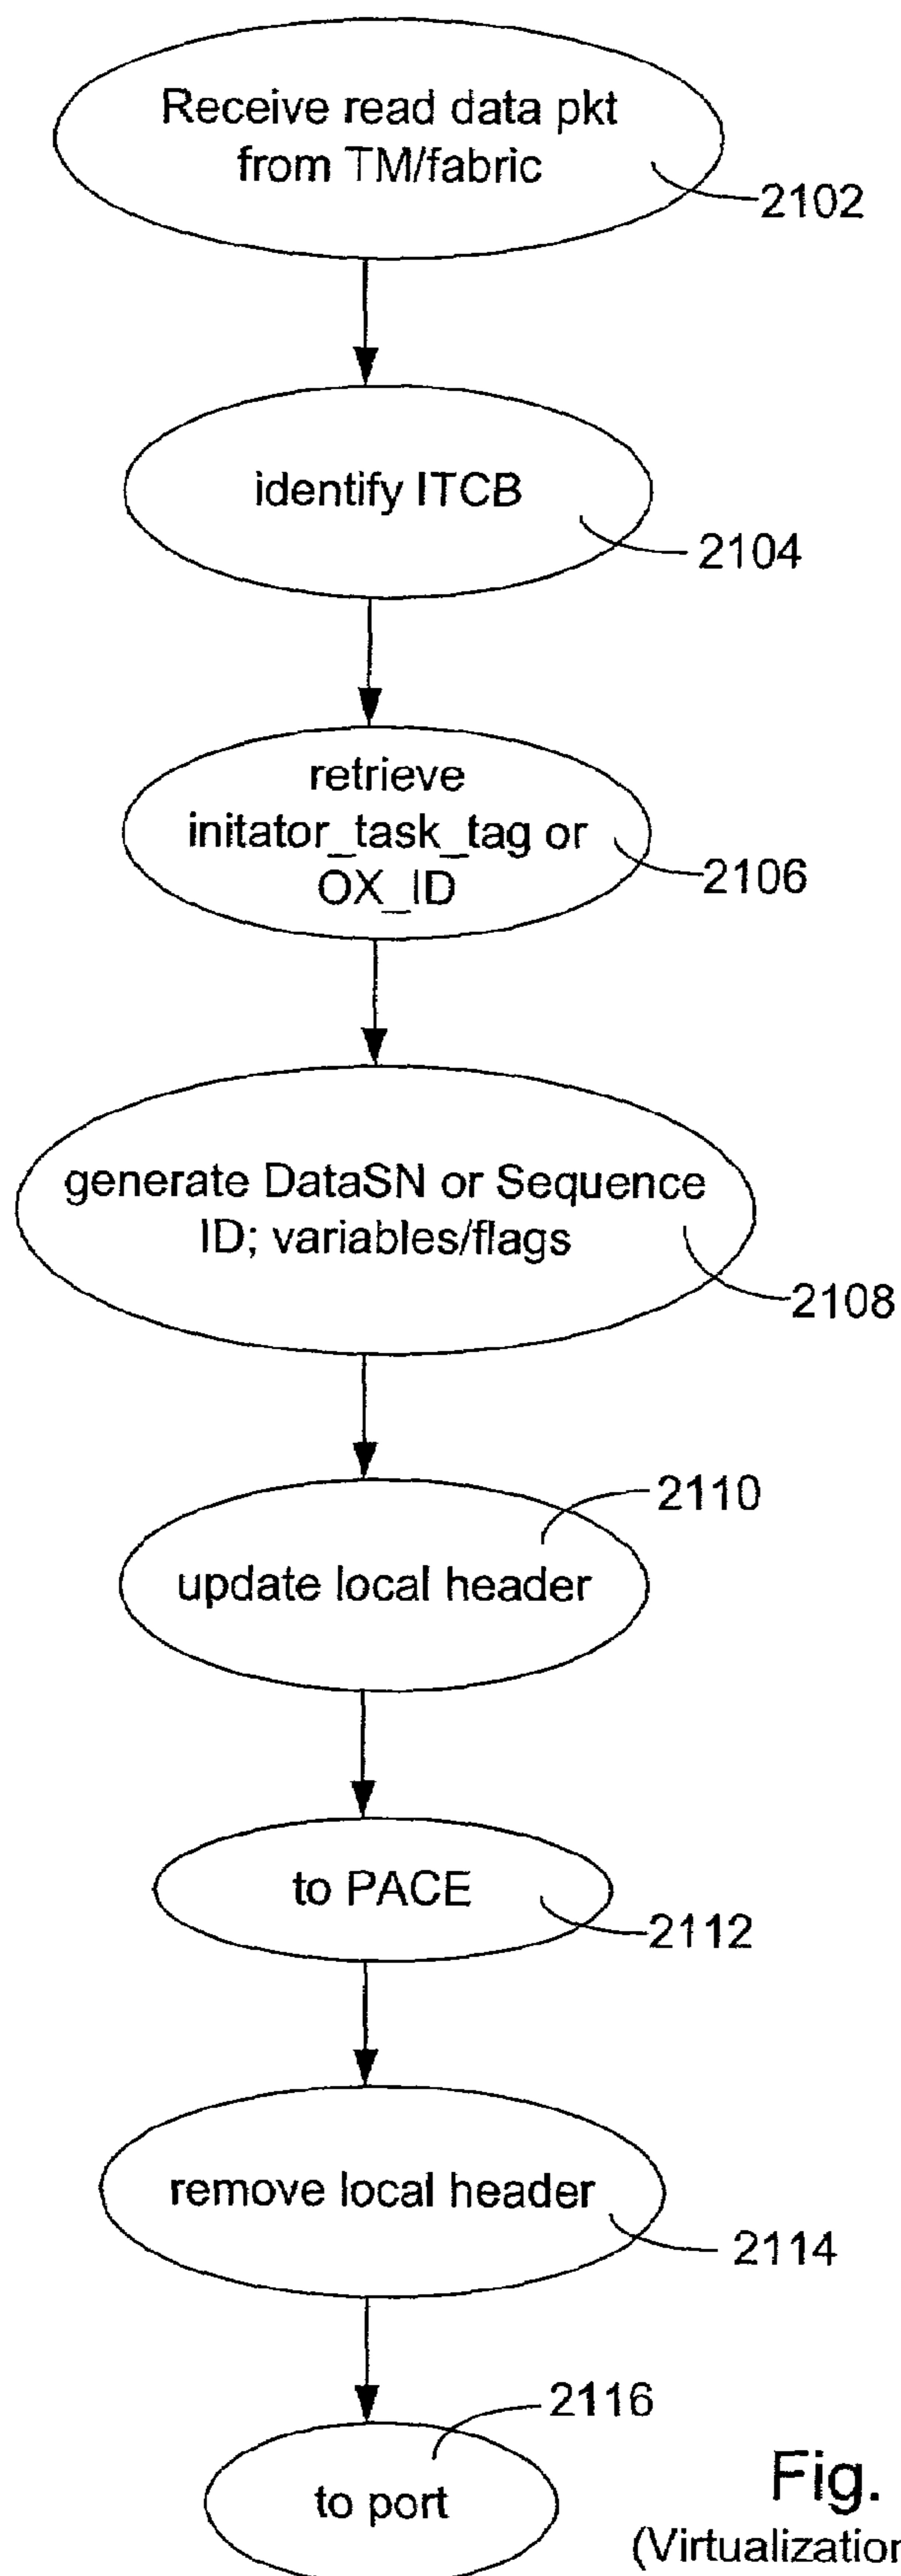 Receive read data pkt
from TM/fabric
2102
identify ITCB
2104
retrieve
initator_task_tag or
OX_ID
2106
generate DataSN or Sequence
ID; variables/flags
2108
2110
update local header
to PACE
2112
remove local header
2114
2116
to port
Fig.
(Virtualization